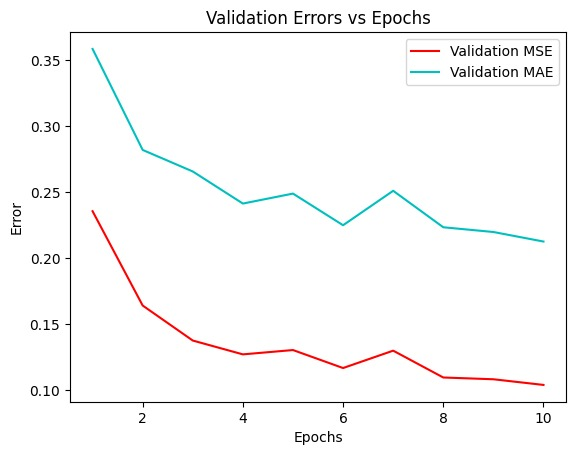 Validation Errors vs Epochs
Validation MSE
Validation MAE
0.35
0.30
0.25
0.20
0.15
0.10
Error
2 4 6 8 10
Epochs